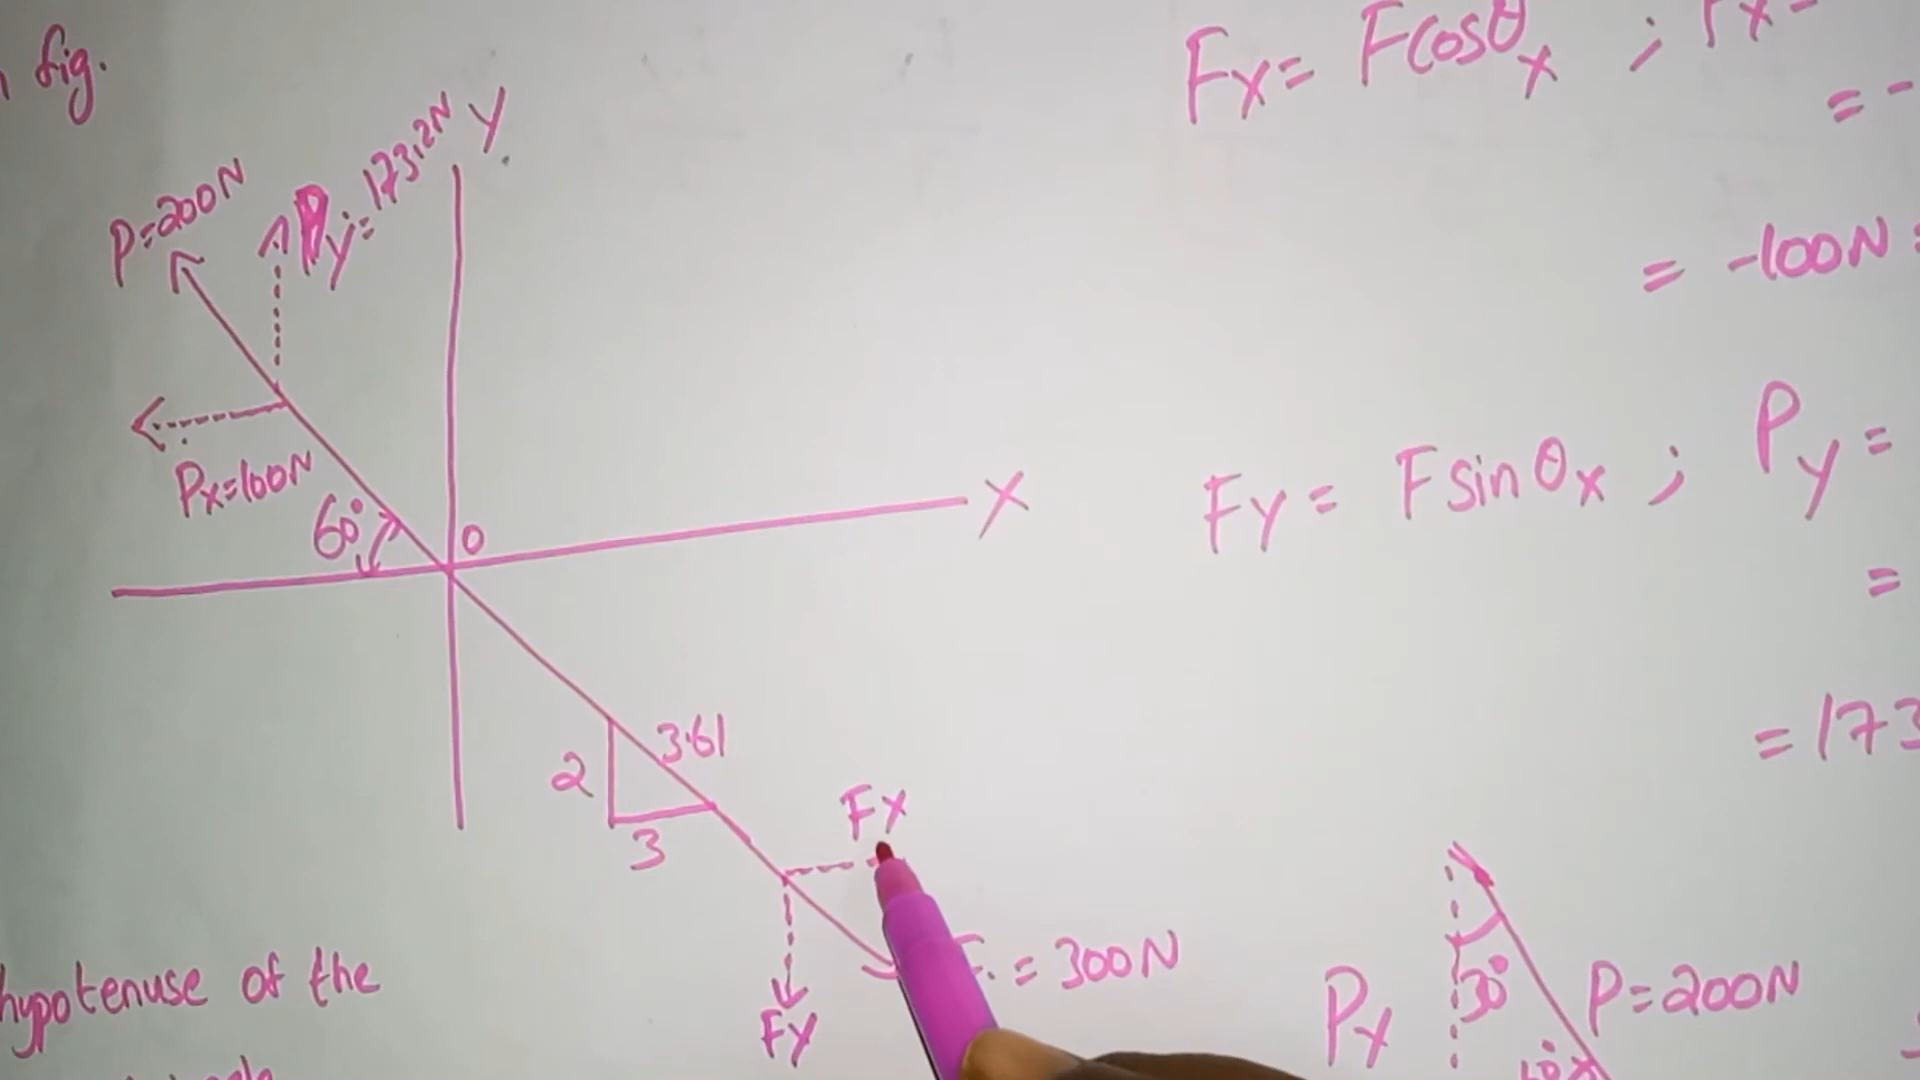 fig.
Y
P=200N
Py=173.2N
Px=100N
60°
O
X
2
3.61
3
Fx
Fy
= 300N
hypotenuse of the
Fx= Fcosθx ;
= -
= -100N =
Fy= Fsinθx ; Py=
=
=173
30°
Px
P=200N